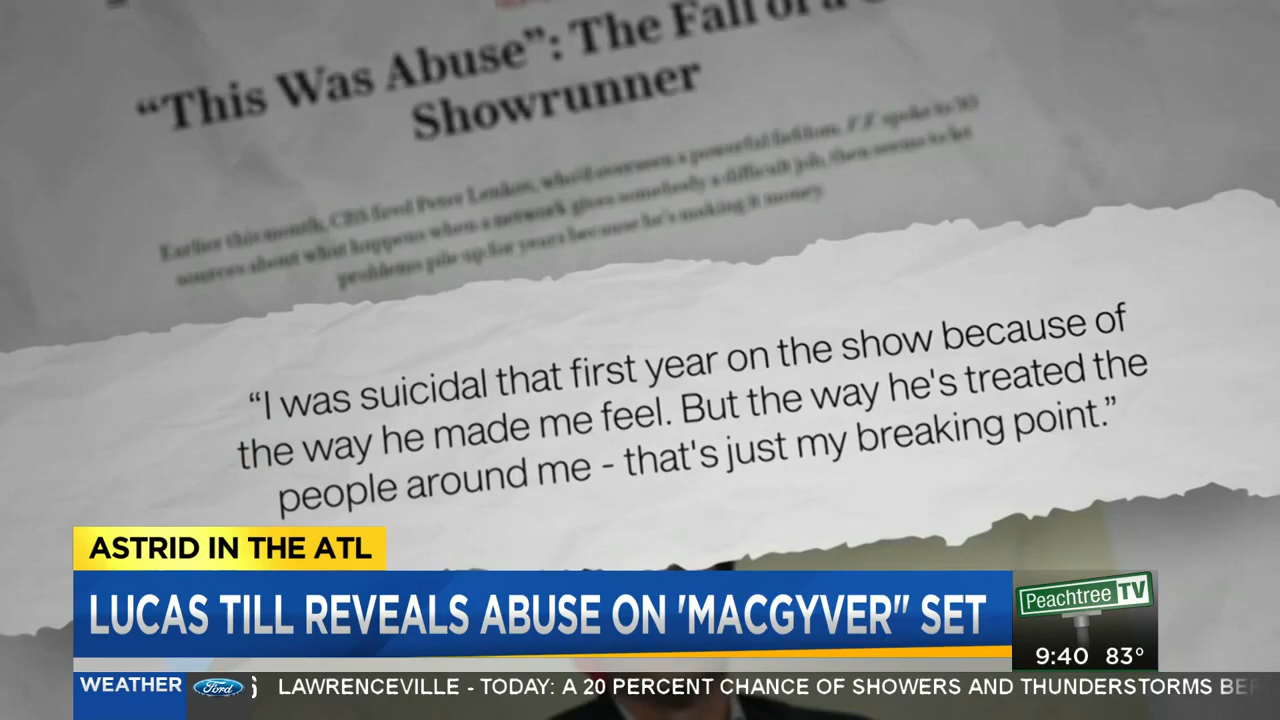 “This Was Abuse”: The Fall of a
Showrunner
Earlier this month, CBS fired Peter Lenkov, who'd overseen a powerful fiefdom. V.F. spoke to 30
sources about what happens when a network gives somebody a difficult job, then seems to let
problems pile up for years because he's making it money.
“I was suicidal that first year on the show because of
the way he made me feel. But the way he's treated the
people around me - that's just my breaking point.”
ASTRID IN THE ATL
LUCAS TILL REVEALS ABUSE ON 'MACGYVER" SET
Peachtree TV
9:40 83°
WEATHER Ford LAWRENCEVILLE - TODAY: A 20 PERCENT CHANCE OF SHOWERS AND THUNDERSTORMS